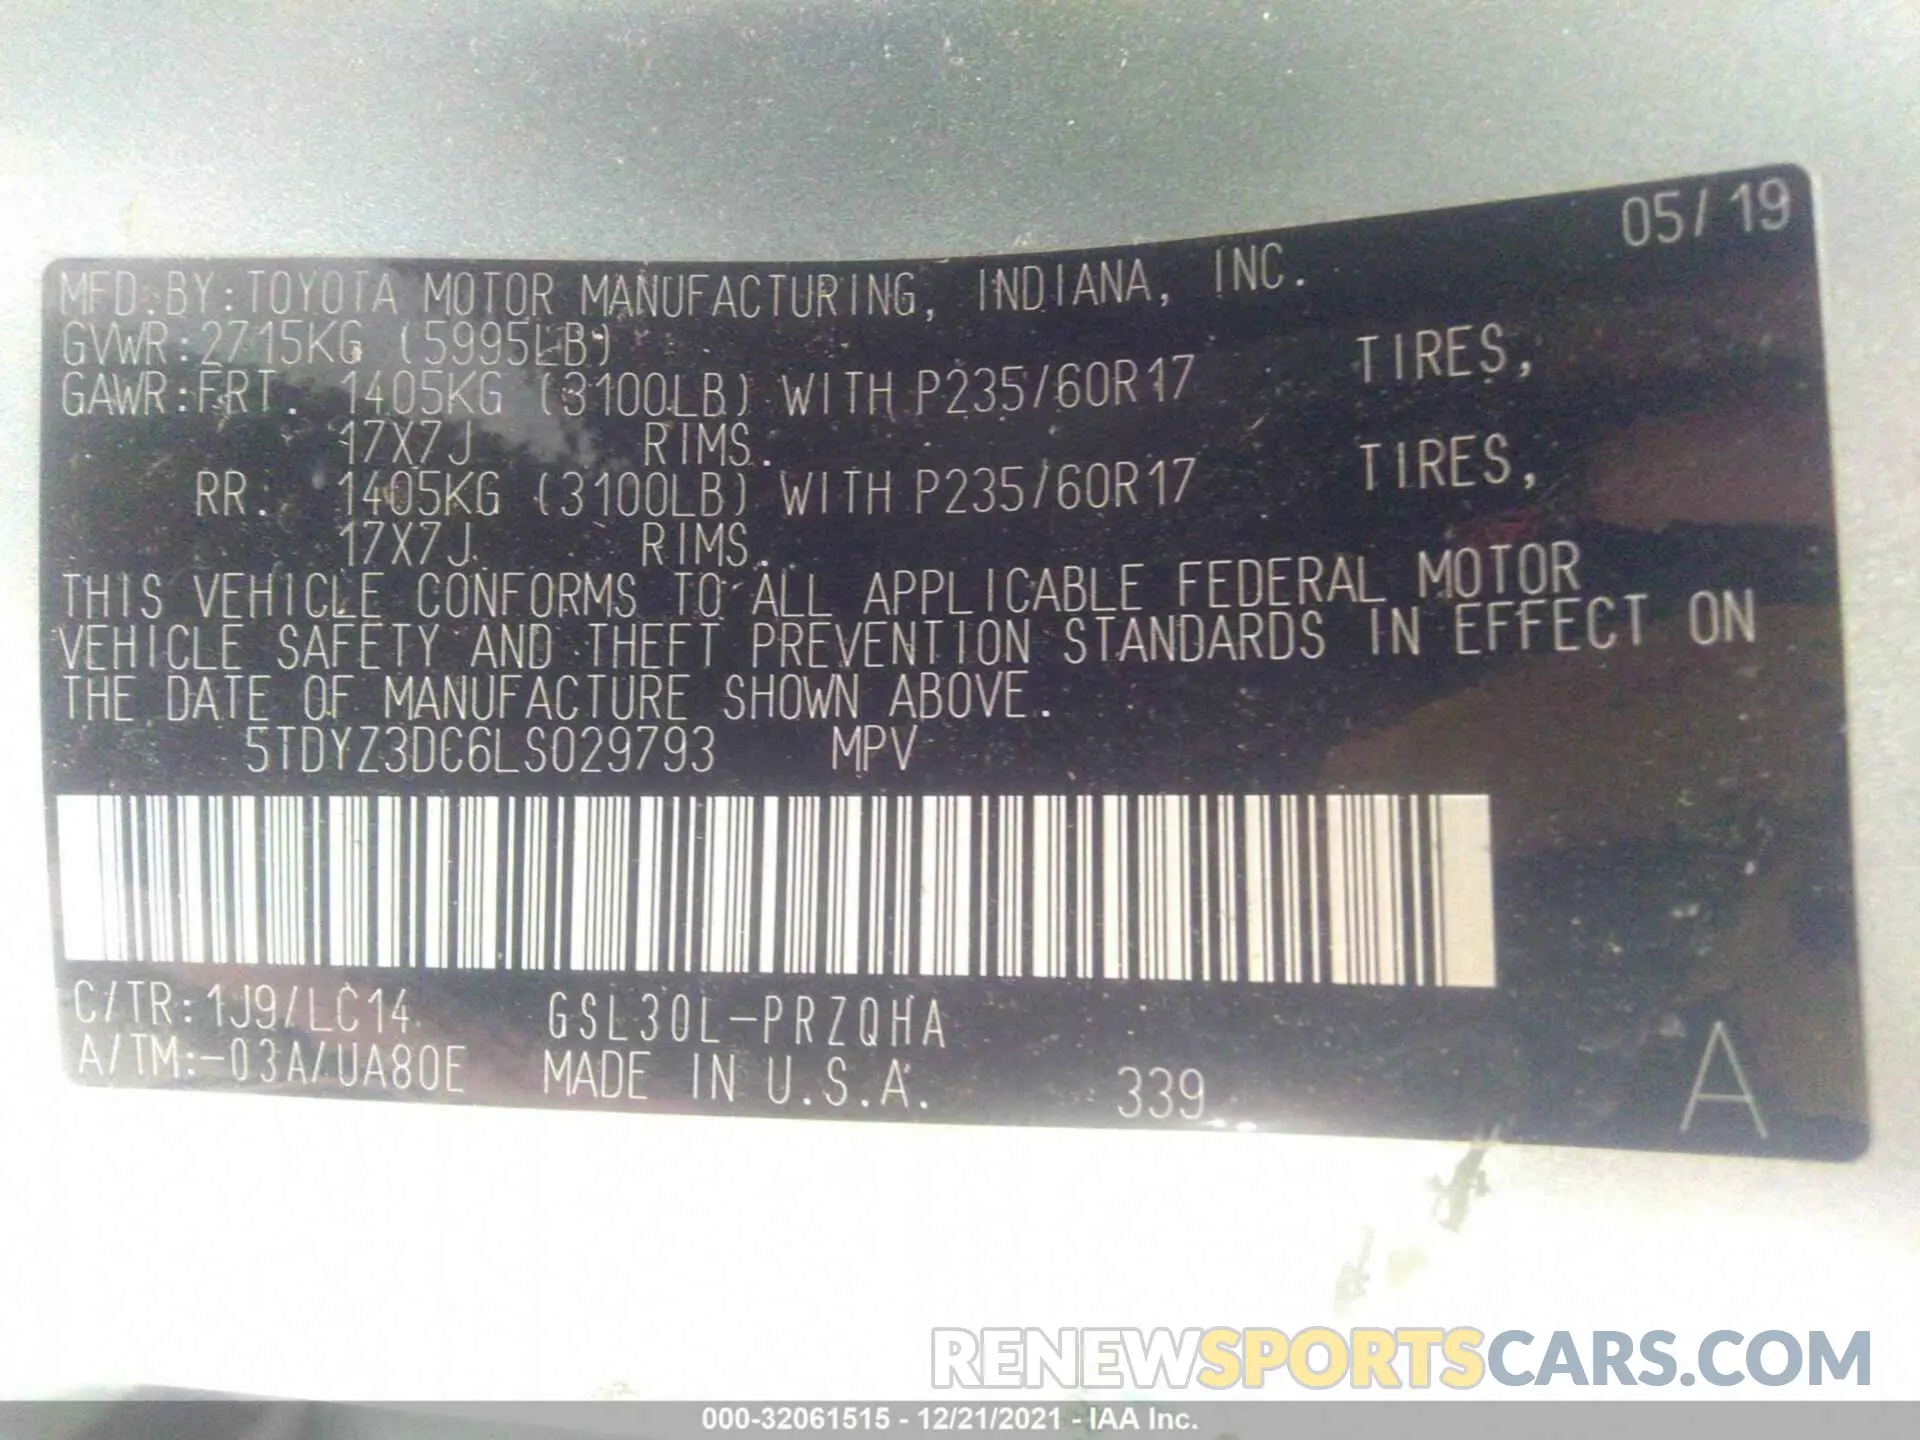 05/19
MFD.BY:TOYOTA MOTOR MANUFACTURING, INDIANA, INC.
GVWR:2715KG (5995LB)
GAWR:FRT. 1405KG (3100LB) WITH P235/60R17 TIRES,
17X7J RIMS.
RR. 1405KG (3100LB) WITH P235/60R17 TIRES,
17X7J RIMS.
THIS VEHICLE CONFORMS TO ALL APPLICABLE FEDERAL MOTOR
VEHICLE SAFETY AND THEFT PREVENTION STANDARDS IN EFFECT ON
THE DATE OF MANUFACTURE SHOWN ABOVE.
5TDYZ3DC6LS029793 MPV
C/TR:1J9/LC14 GSL30L-PRZQHA
A/TM:-03A/UA80E MADE IN U.S.A. 339 A
RENEWSPORTSCARS.COM
000-32061515 - 12/21/2021 - IAA Inc.